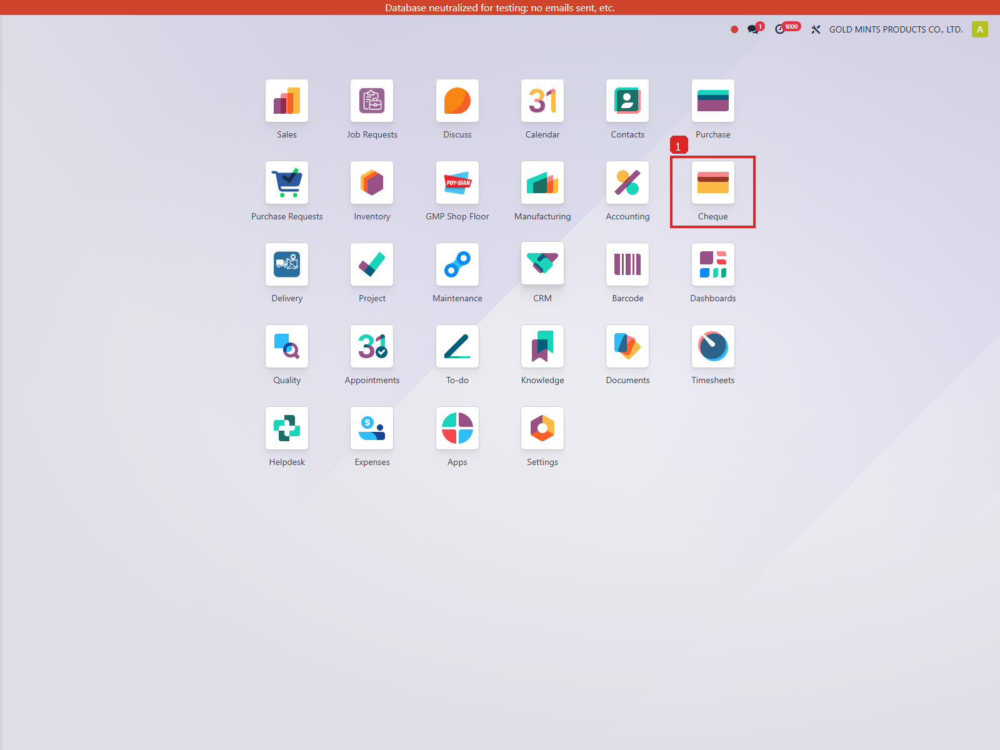 Database neutralized for testing: no emails sent, etc.
1 1000 GOLD MINTS PRODUCTS CO., LTD. A
31
Sales Job Requests Discuss Calendar Contacts Purchase
1
POY-SIAN
Purchase Requests Inventory GMP Shop Floor Manufacturing Accounting Cheque
Delivery Project Maintenance CRM Barcode Dashboards
31
Quality Appointments To-do Knowledge Documents Timesheets
$
Helpdesk Expenses Apps Settings